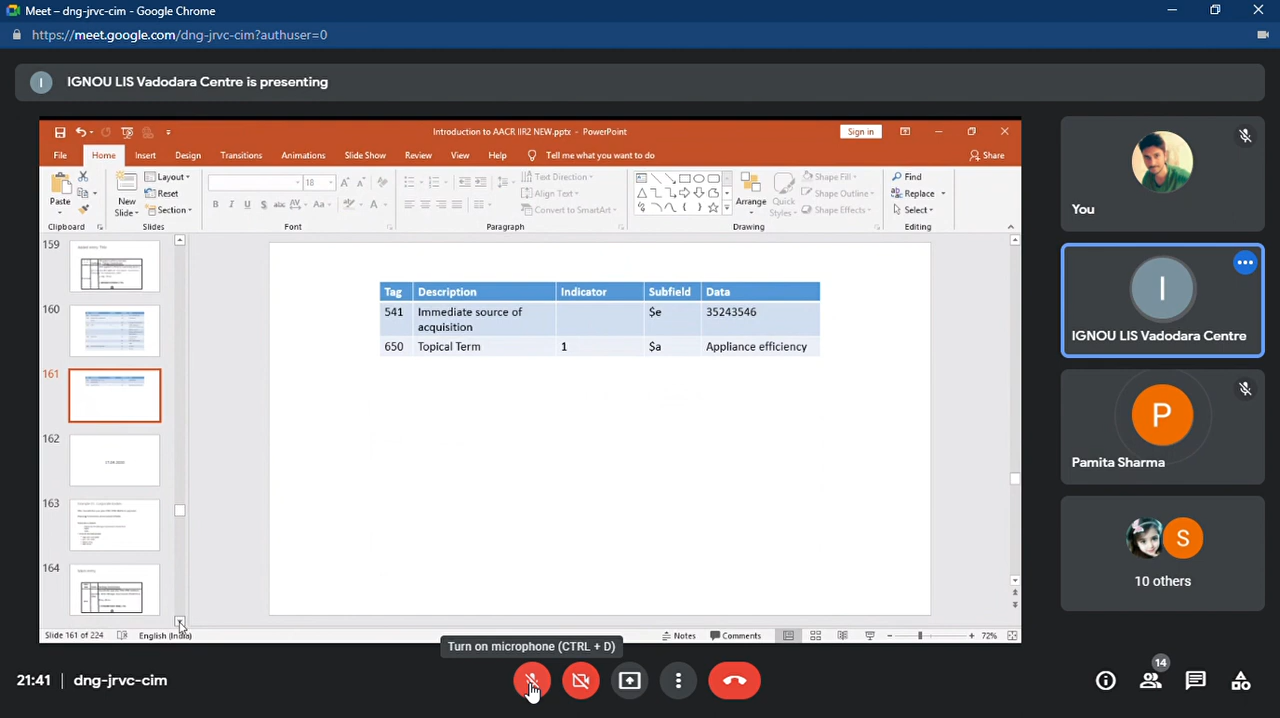 Meet – dng-jrvc-cim - Google Chrome
https://meet.google.com/dng-jrvc-cim?authuser=0
I IGNOU LIS Vadodara Centre is presenting
Introduction to AACR IIR2 NEW.pptx - PowerPoint
Sign in
File Home Insert Design Transitions Animations Slide Show Review View Help Tell me what you want to do Share
Paste
New Slide
Layout
Reset
Section
18
Text Direction
Align Text
Convert to SmartArt
Arrange
Quick Styles
Shape Fill
Shape Outline
Shape Effects
Find
Replace
Select
Clipboard Slides Font Paragraph Drawing Editing
159
160
161
162
163
164
Tag Description Indicator Subfield Data
541 Immediate source of acquisition $e 35243546
650 Topical Term 1 $a Appliance efficiency
You
I
IGNOU LIS Vadodara Centre
P
Pamita Sharma
S
10 others
Slide 161 of 224 English (India) Notes Comments 72%
Turn on microphone (CTRL + D)
21:41 | dng-jrvc-cim
14